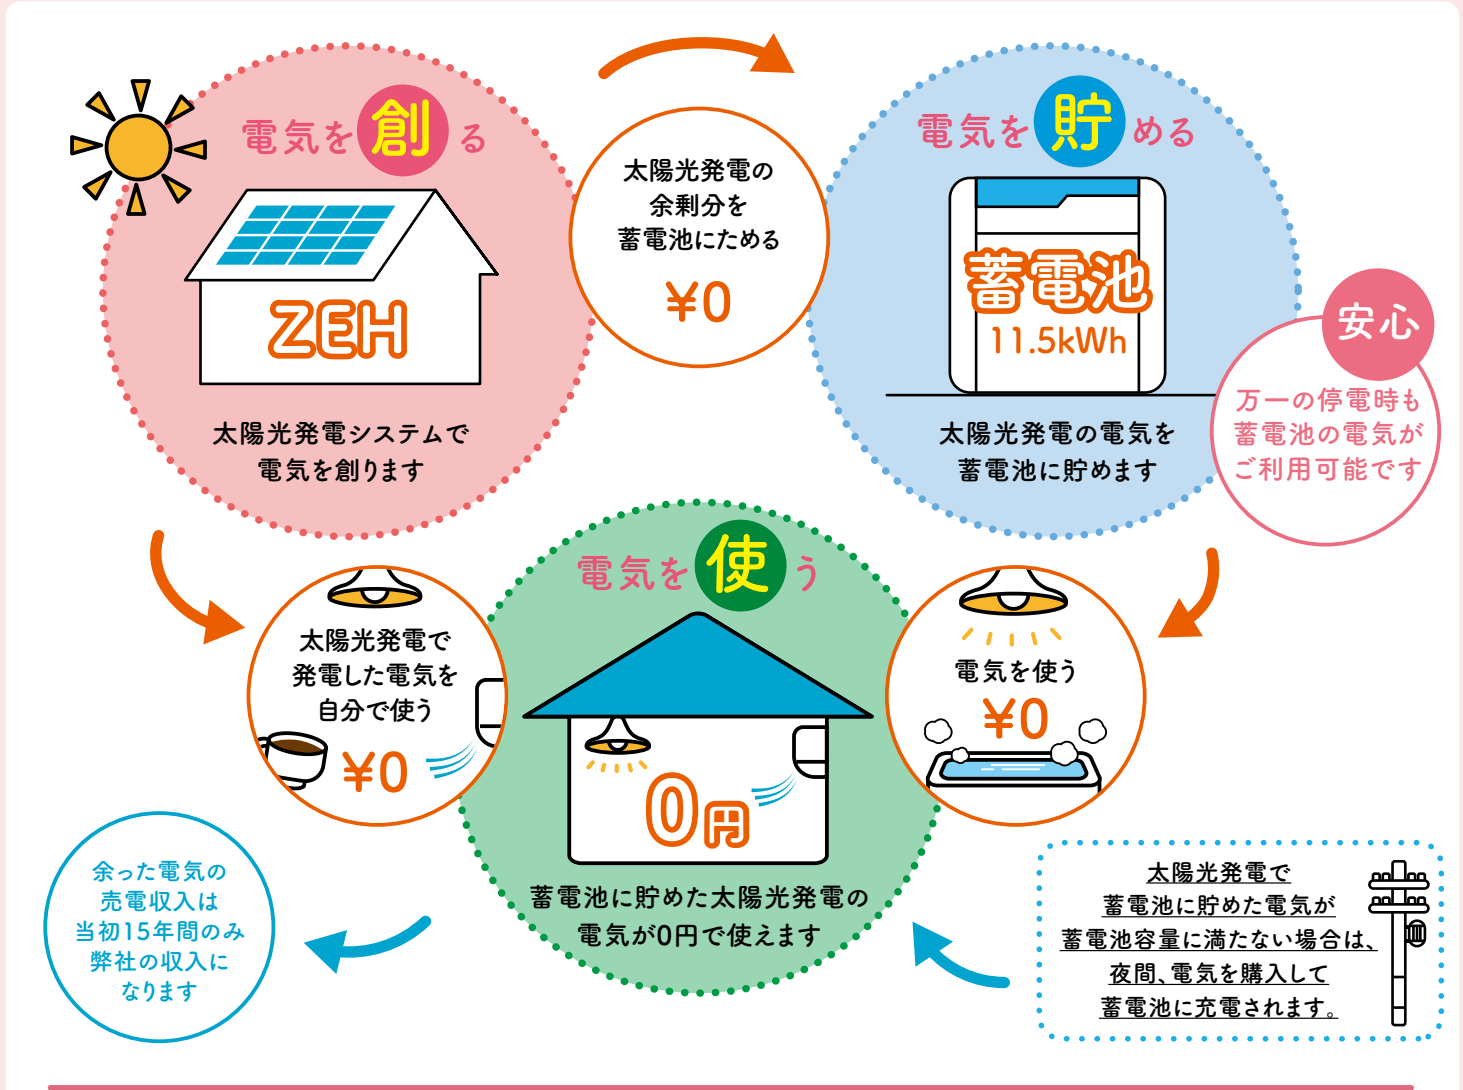 電気を創る
ZEH
太陽光発電システムで
電気を創ります
太陽光発電の
余剰分を
蓄電池にためる
¥0
電気を貯める
蓄電池
11.5kWh
太陽光発電の電気を
蓄電池に貯めます
安心
万一の停電時も
蓄電池の電気が
ご利用可能です
太陽光発電で
発電した電気を
自分で使う
¥0
電気を使う
0円
蓄電池に貯めた太陽光発電の
電気が0円で使えます
電気を使う
¥0
余った電気の
売電収入は
当初15年間のみ
弊社の収入に
なります
太陽光発電で
蓄電池に貯めた電気が
蓄電池容量に満たない場合は、
夜間、電気を購入して
蓄電池に充電されます。